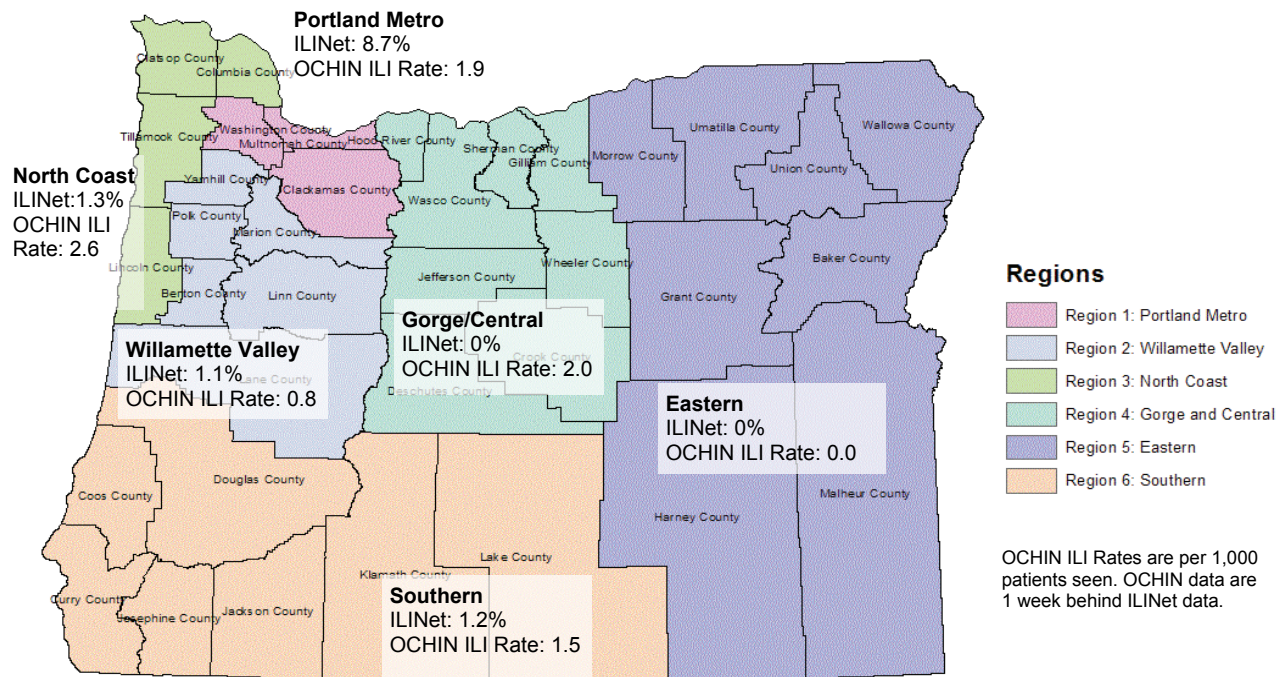 Portland Metro
ILINet: 8.7%
OCHIN ILI Rate: 1.9
Clatsop County
Columbia County
Tillamook County
Washington County
Multnomah County
Hood River County
Sherman County
Gilliam County
Morrow County
Umatilla County
Wallowa County
Union County
North Coast
ILINet:1.3%
OCHIN ILI
Rate: 2.6
Yamhill County
Clackamas County
Wasco County
Polk County
Marion County
Lincoln County
Benton County
Linn County
Jefferson County
Wheeler County
Grant County
Baker County
Willamette Valley
ILINet: 1.1%
OCHIN ILI Rate: 0.8
Lane County
Gorge/Central
ILINet: 0%
OCHIN ILI Rate: 2.0
Crook County
Deschutes County
Eastern
ILINet: 0%
OCHIN ILI Rate: 0.0
Coos County
Douglas County
Malheur County
Harney County
Lake County
Klamath County
Curry County
Josephine County
Jackson County
Southern
ILINet: 1.2%
OCHIN ILI Rate: 1.5
Regions
Region 1: Portland Metro
Region 2: Willamette Valley
Region 3: North Coast
Region 4: Gorge and Central
Region 5: Eastern
Region 6: Southern
OCHIN ILI Rates are per 1,000
patients seen. OCHIN data are
1 week behind ILINet data.